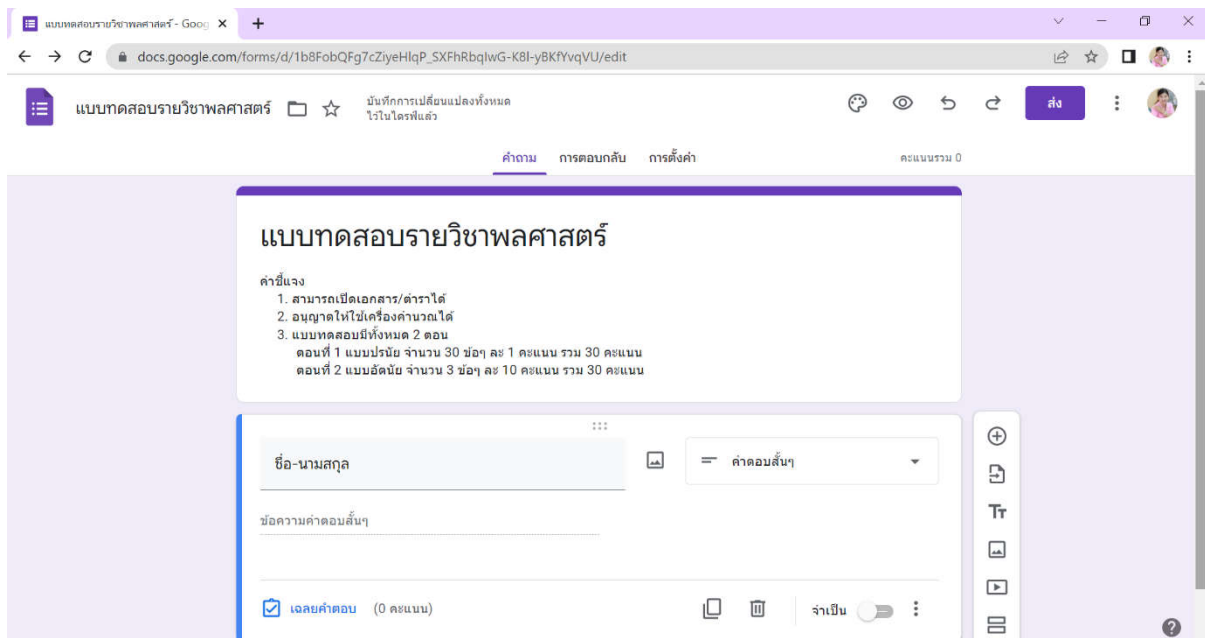 แบบทดสอบรายวิชาพลศาสตร์ - Goog
docs.google.com/forms/d/1b8FobQFg7cZiyeHlqP_SXFhRbqIwG-K8I-yBKfYvqVU/edit
แบบทดสอบรายวิชาพลศาสตร์
บันทึกการเปลี่ยนแปลงทั้งหมด
ไว้ในไดรฟ์แล้ว
ส่ง
คำถาม การตอบกลับ การตั้งค่า
คะแนนรวม 0
แบบทดสอบรายวิชาพลศาสตร์
คำชี้แจง
1. สามารถเปิดเอกสาร/ตำราได้
2. อนุญาตให้ใช้เครื่องคำนวณได้
3. แบบทดสอบมีทั้งหมด 2 ตอน
ตอนที่ 1 แบบปรนัย จำนวน 30 ข้อๆ ละ 1 คะแนน รวม 30 คะแนน
ตอนที่ 2 แบบอัตนัย จำนวน 3 ข้อๆ ละ 10 คะแนน รวม 30 คะแนน
ชื่อ-นามสกุล
คำตอบสั้นๆ
ข้อความคำตอบสั้นๆ
Tт
เฉลยคำตอบ (0 คะแนน)
จำเป็น